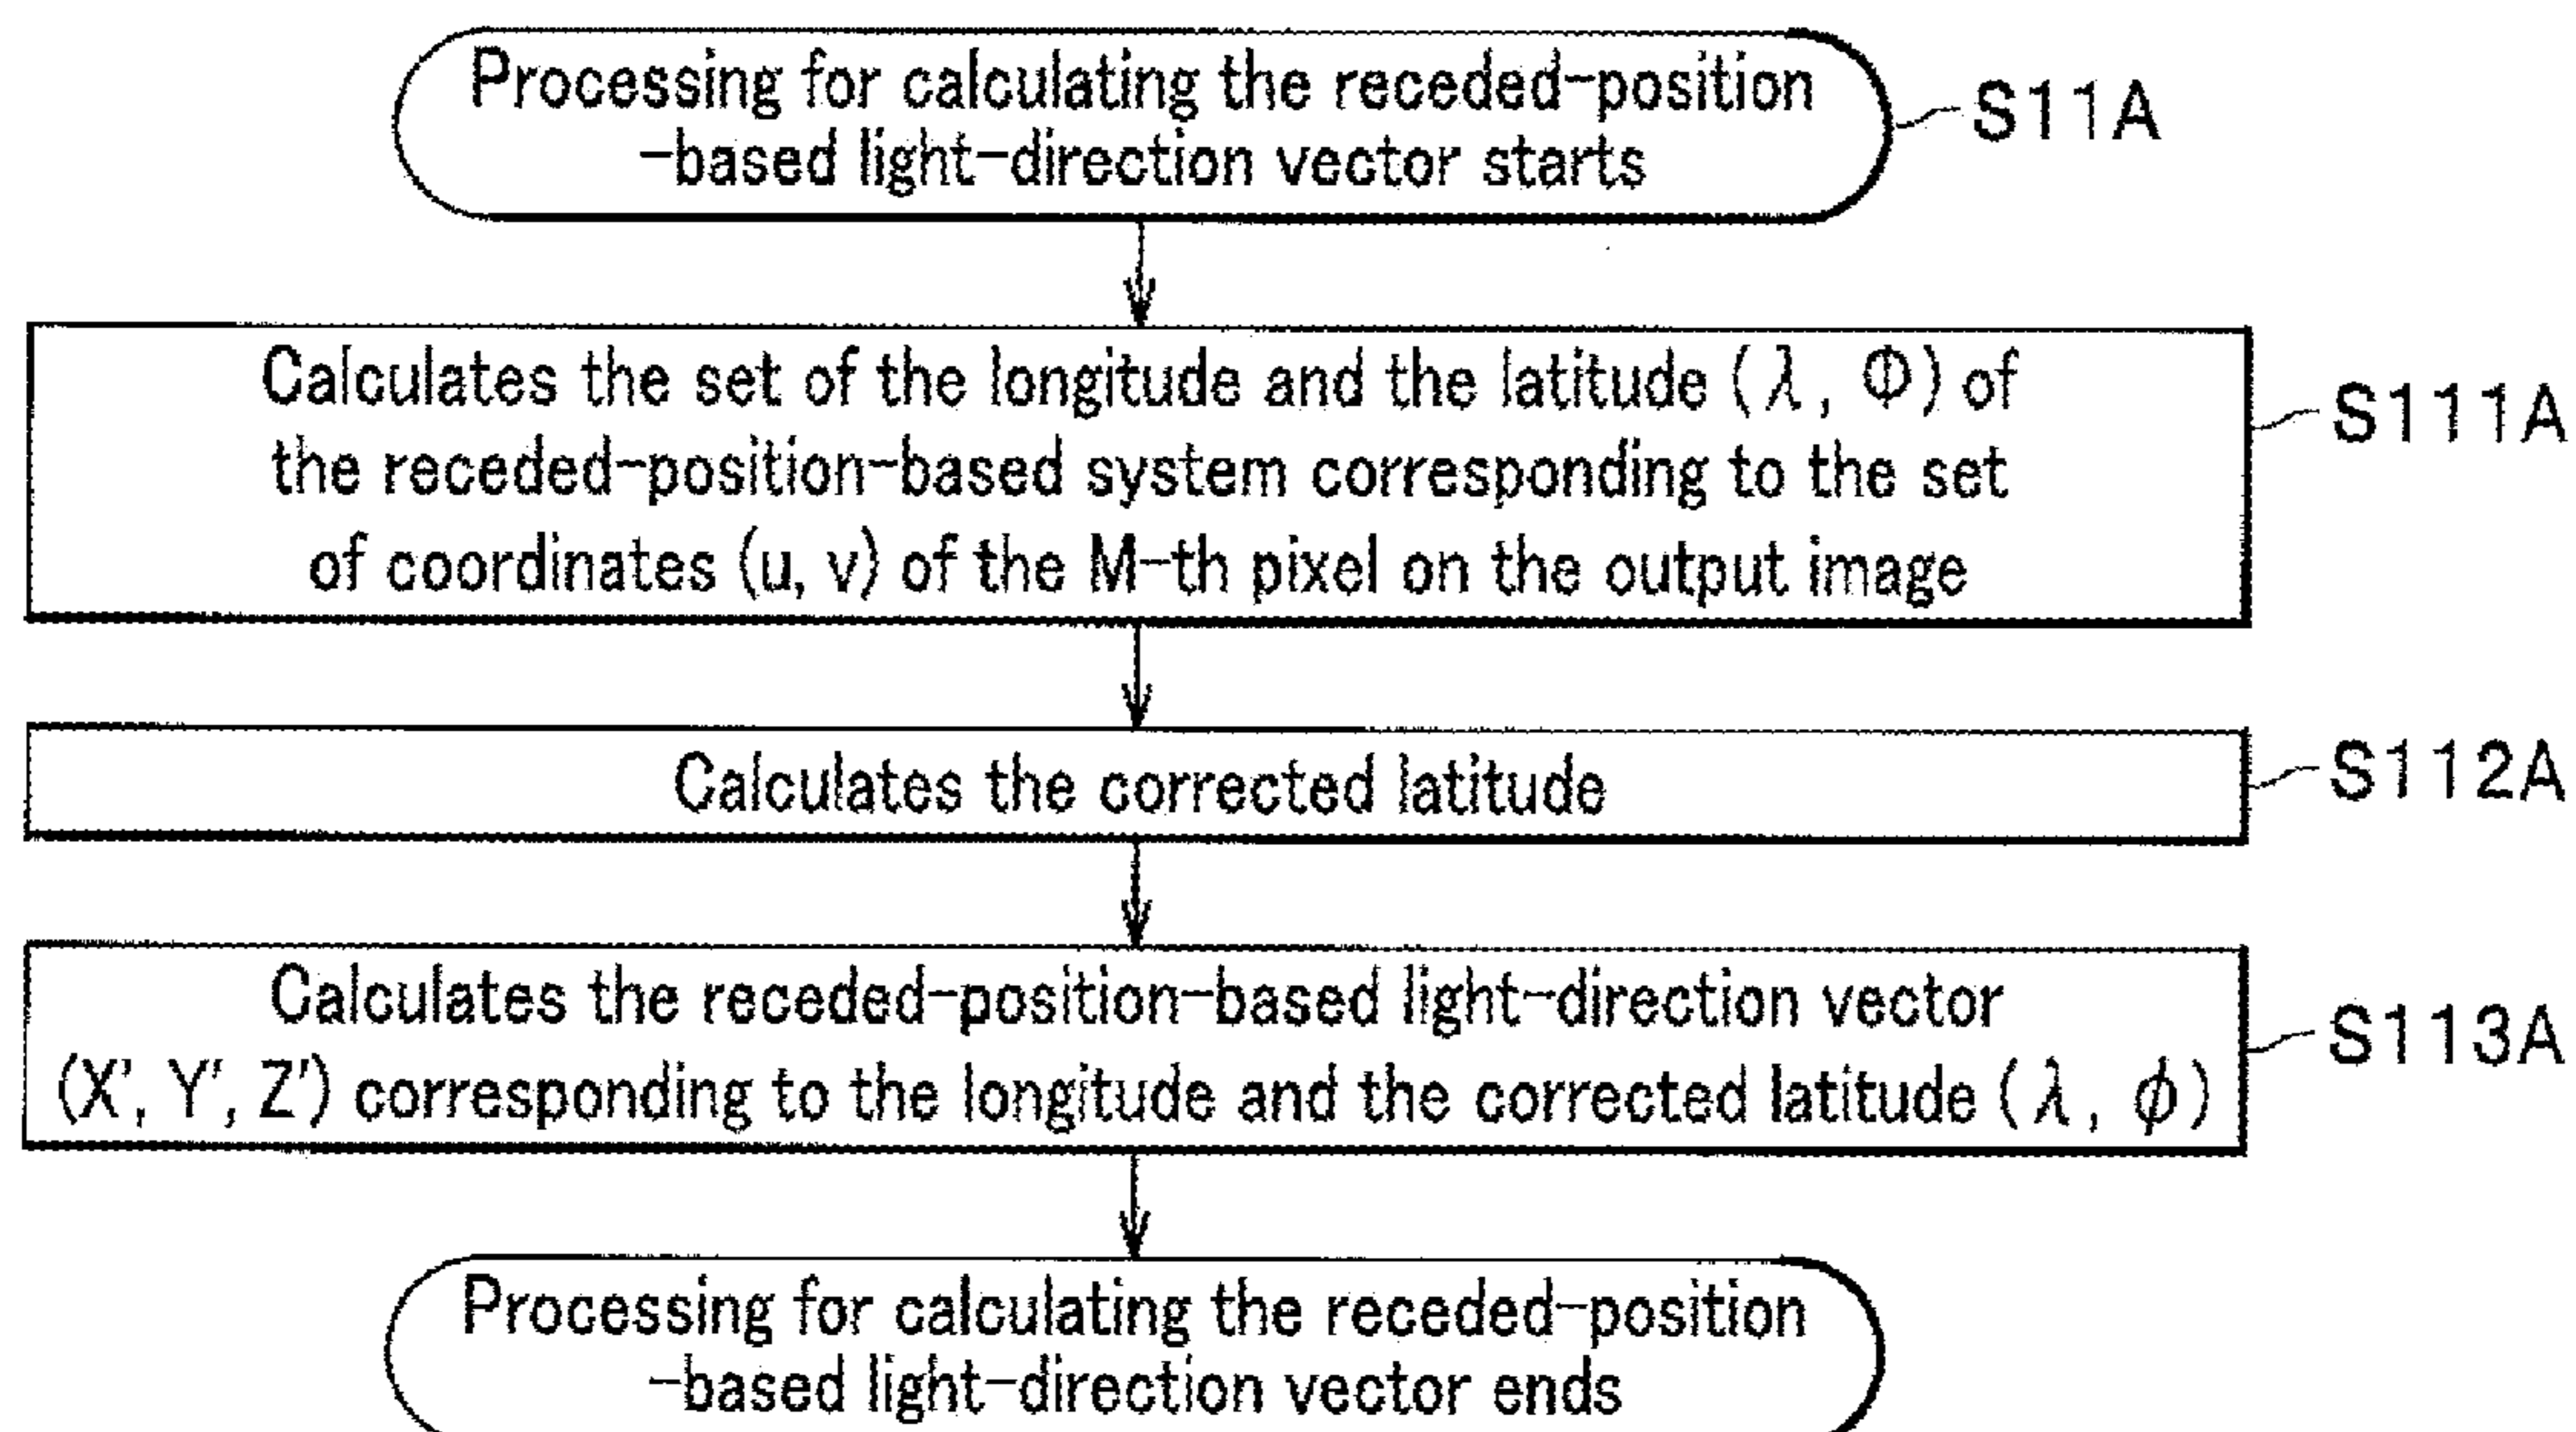 Processing for calculating the receded-position
-based light-direction vector starts
S11A
Calculates the set of the longitude and the latitude (λ, Φ) of
the receded-position-based system corresponding to the set
of coordinates (u, v) of the M-th pixel on the output image
S111A
Calculates the corrected latitude
S112A
Calculates the receded-position-based light-direction vector
(X', Y', Z') corresponding to the longitude and the corrected latitude (λ, ϕ)
S113A
Processing for calculating the receded-position
-based light-direction vector ends